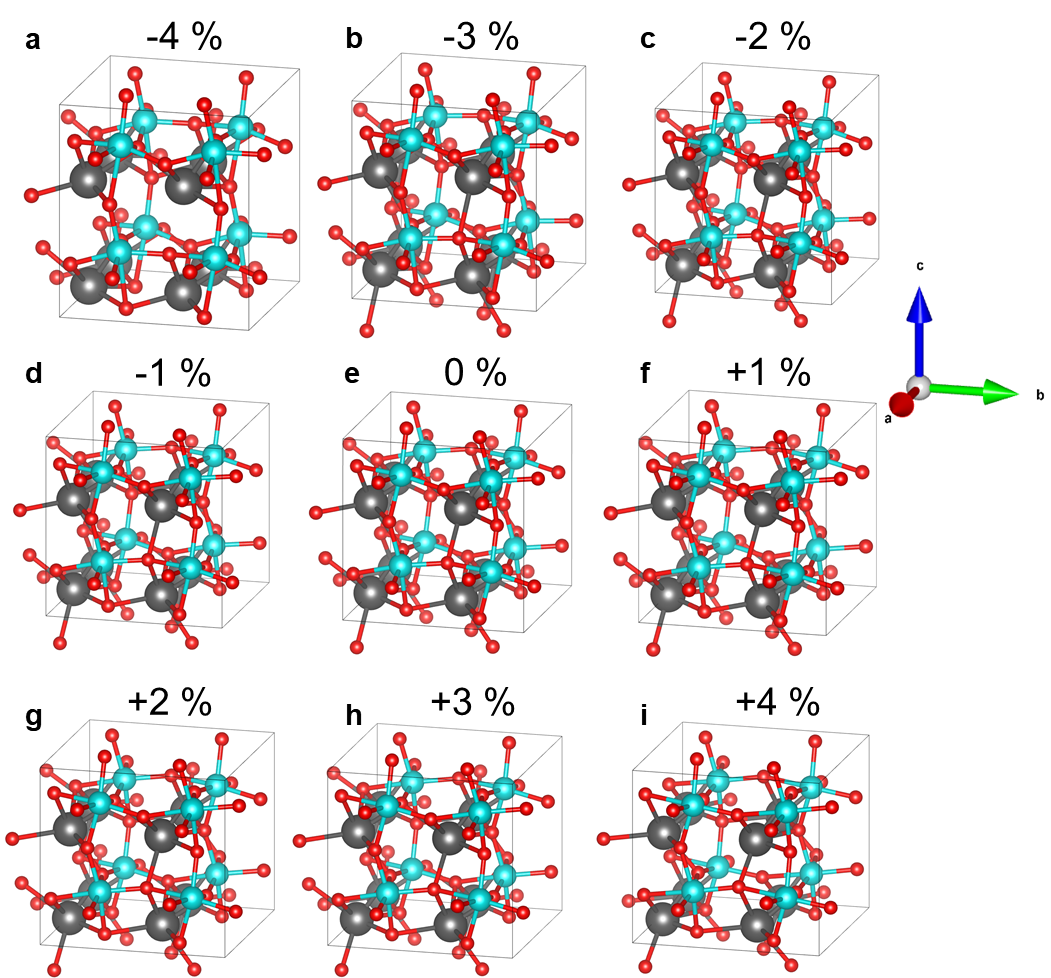 a -4 % b -3 % c -2 %
c
b
a
d -1 % e 0 % f +1 %
g +2 % h +3 % i +4 %